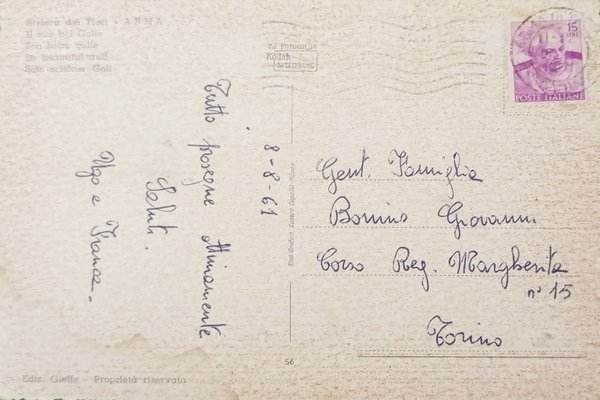 Riviera dei Fiori - ARMA
Il suo bel Golfo
Son beau golfe
Its beautiful gulf
Sein schöner Golf
Kodak
15
POSTE ITALIANE
8-8-61
Tutto prosegue ottimamente
Saluti.
Ugo e Franca.
Gent. Famiglia
Bonino Giovanni
Corso Reg. Margherita
n° 15
Torino
56
Ediz. Gieffe - Proprietà riservata